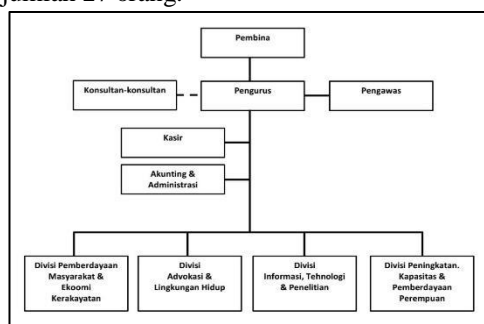 jumlah 27 orang.
Pembina
Konsultan-konsultan
Pengurus
Pengawas
Kasir
Akunting &
Administrasi
Divisi Pemberdayaan
Masyarakat &
Ekoomi
Kerakayatan
Divisi
Advokasi &
Lingkungan Hidup
Divisi
Informasi, Tehnologi
& Penelitian
Divisi Peningkatan.
Kapasitas &
Pemberdayaan
Perempuan